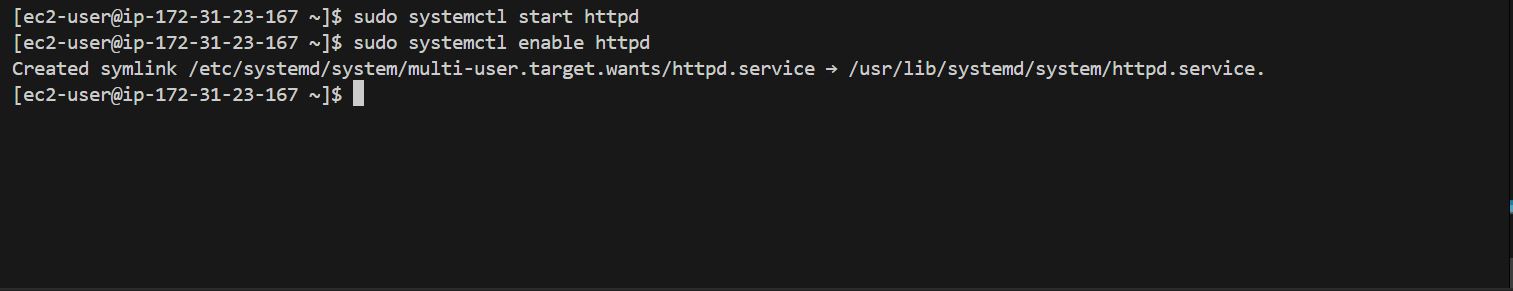 [ec2-user@ip-172-31-23-167 ~]$ sudo systemctl start httpd
[ec2-user@ip-172-31-23-167 ~]$ sudo systemctl enable httpd
Created symlink /etc/systemd/system/multi-user.target.wants/httpd.service → /usr/lib/systemd/system/httpd.service.
[ec2-user@ip-172-31-23-167 ~]$